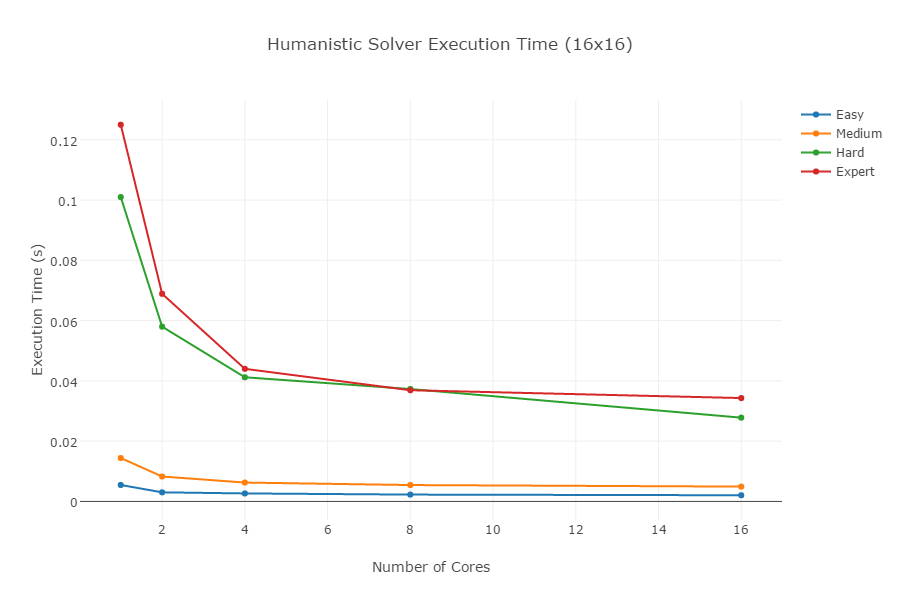 Humanistic Solver Execution Time (16x16)
Easy
Medium
Hard
Expert
Execution Time (s)
0.12
0.1
0.08
0.06
0.04
0.02
0
2 4 6 8 10 12 14 16
Number of Cores